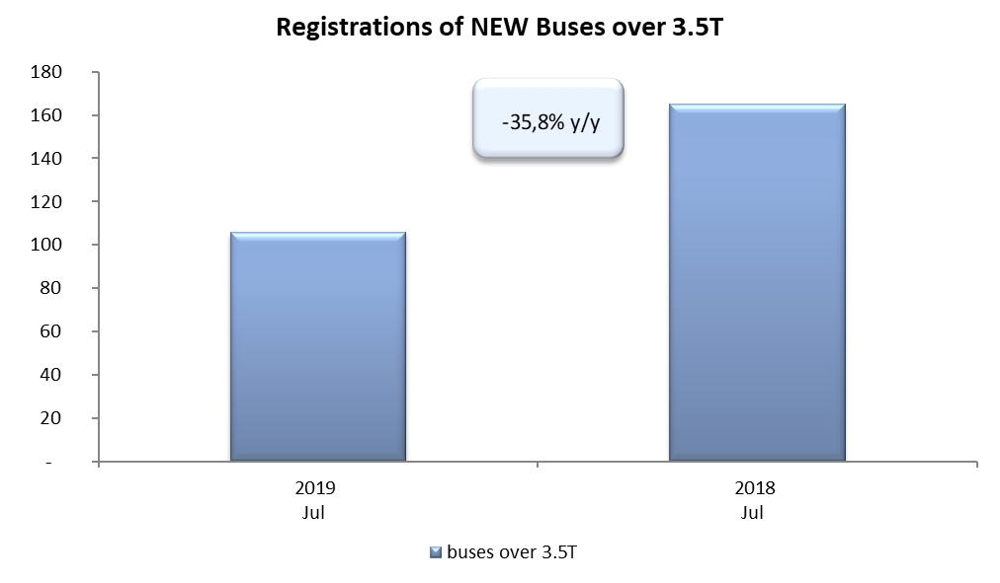 Registrations of NEW Buses over 3.5T
180
160
140
120
100
80
60
40
20
-
-35,8% y/y
2019
Jul
2018
Jul
buses over 3.5T